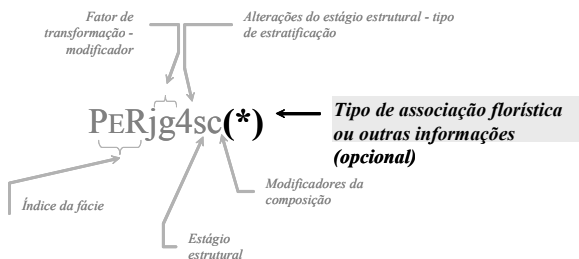 Fator de
transformação -
modificador
Alterações do estágio estrutural - tipo
de estratificação
PERjg4sc(*)
Tipo de associação florística
ou outras informações
(opcional)
Modificadores da
composição
Índice da fácie
Estágio
estrutural